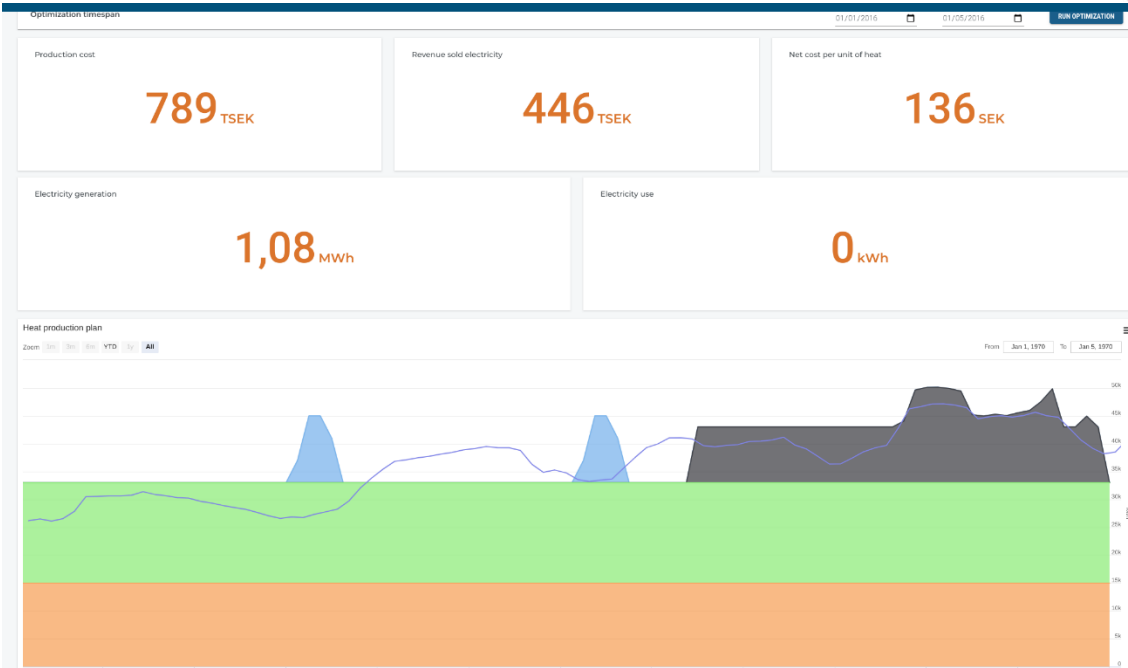 Optimization timespan
01/01/2016 01/05/2016 RUN OPTIMIZATION
Production cost Revenue sold electricity Net cost per unit of heat
789 TSEK 446 TSEK 136 SEK
Electricity generation Electricity use
1,08 MWh 0 kWh
Heat production plan
Zoom YTD 1y All From Jan 1, 1970 To Jan 5, 1970
50k
45k
40k
35k
30k
25k
20k
15k
10k
5k
0